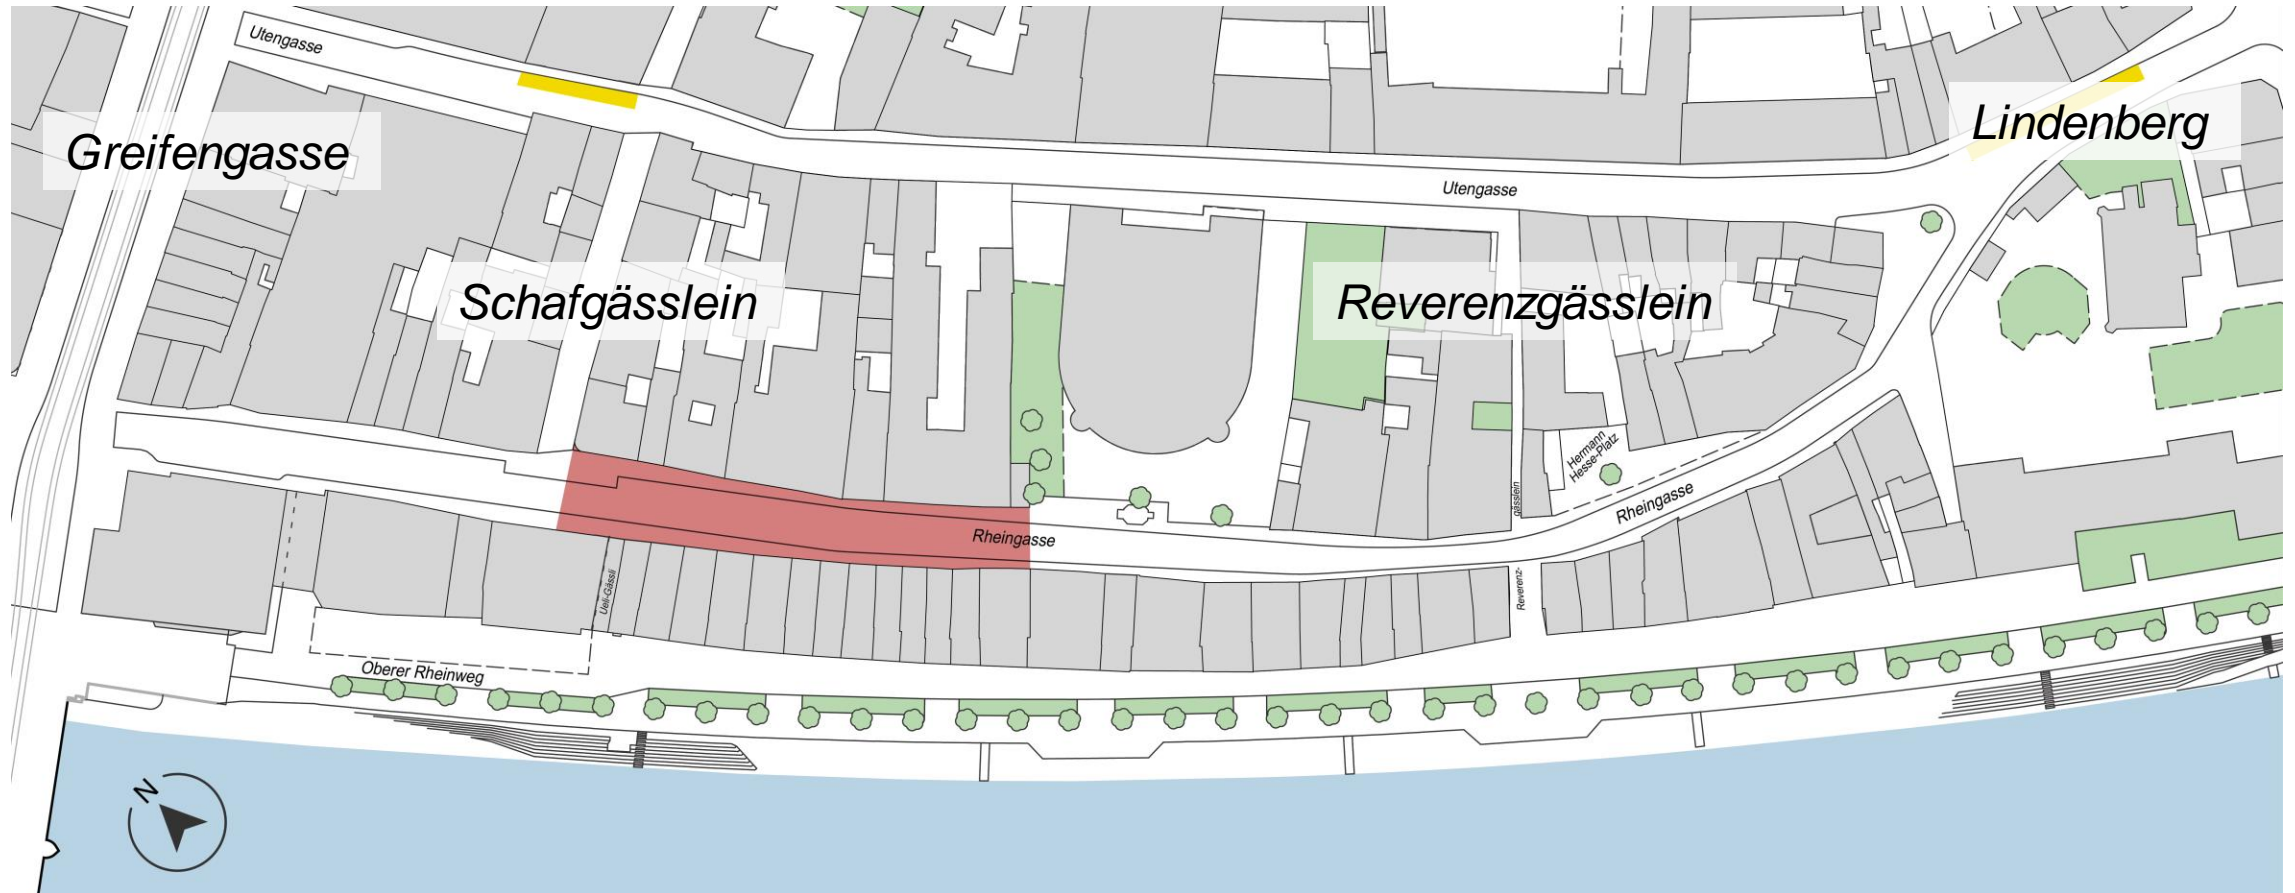 Utengasse
Greifengasse
Lindenberg
Utengasse
Schafgässlein
Reverenzgässlein
Hermann
Hesse-Platz
gässlein
Rheingasse
Rheingasse
Ueli-Gässli
Reverenz-
Oberer Rheinweg
N